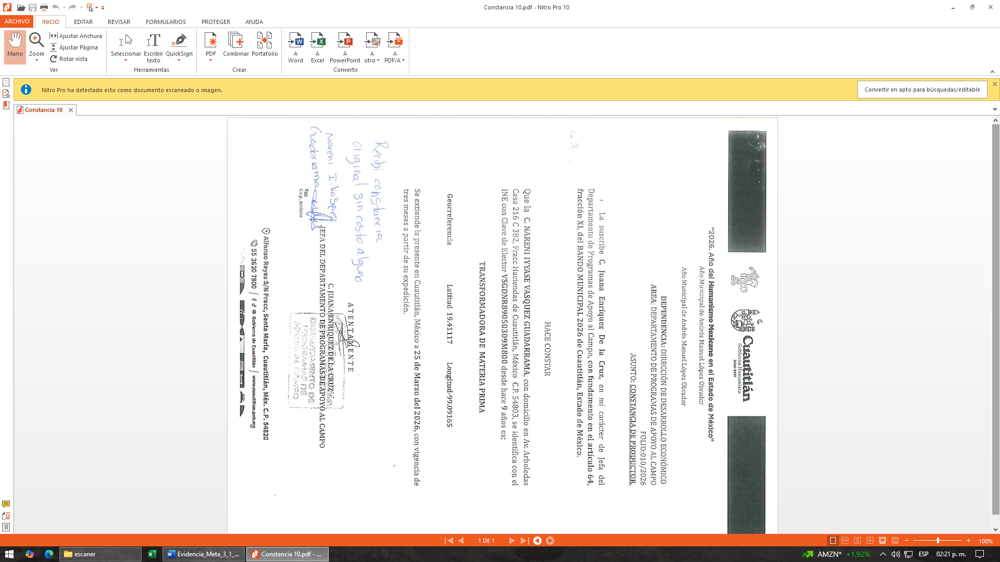 Constancia 10.pdf - Nitro Pro 10
ARCHIVO INICIO EDITAR REVISAR FORMULARIOS PROTEGER AYUDA
Mano
Zoom
Ajustar Anchura
Ajustar Página
Rotar vista
Ver
Seleccionar
Escribir texto
QuickSign
Herramientas
PDF
Combinar
Portafolio
Crear
A Word
A Excel
A PowerPoint
A otro
A PDF/A
Convertir
Nitro Pro ha detectado esto como documento escaneado o imagen.
Convertir en apto para búsquedas/editable
Constancia 10
Cuautitlán
Gobierno Humanista
2025-2027
"2026. Año del Humanismo Mexicano en el Estado de México"
Año Municipal de Andrés Manuel López Obrador
Año Municipal de Andrés Manuel López Obrador
DEPENDENCIA: DIRECCIÓN DE DESARROLLO ECONÓMICO
AREA: DEPARTAMENTO DE PROGRAMAS DE APOYO AL CAMPO
FOLIO:010/2026
ASUNTO: CONSTANCIA DE PRODUCTOR
La suscribe C. Juana Enríquez De la Cruz, en mi carácter de Jefa del
Departamento de Programas de Apoyo al Campo, con fundamento en el artículo 64,
fracción XI, del BANDO MUNICIPAL 2026 de Cuautitlán, Estado de México.
HACE CONSTAR
Que la C. NARENI IYYASE VASQUEZ GUADARRAMA, con domicilio en Av. Arboledas
Casa 216 C 382, Fracc Haciendas de Cuautitlán, México C.P. 54803, se identifica con el
INE con Clave de Elector VSGDNR89050309M800 desde hace 9 años es;
TRANSFORMADORA DE MATERIA PRIMA
Georreferencia Latitud 19.41117 Longitud-99.09165
Se extiende la presente en Cuautitlán, México a 25 de Marzo del 2026, con vigencia de
tres meses a partir de su expedición.
Recibi constancia
original sin costo alguno
Nareni I. Vasquez
Guadarrama
ATENTAMENTE
C. JUANA ENRIQUEZ DE LA CRUZ
JEFA DEL DEPARTAMENTO DE PROGRAMAS DE APOYO AL CAMPO
DEPARTAMENTO DE
PROGRAMAS DE
APOYO AL CAMPO
Bgg
C.c.p. Archivo
Alfonso Reyes S/N Fracc, Santa María, Cuautitlán, Méx. C.P. 54820
55 2620 7800 / Gobierno de Cuautitlán / www.cuautitlan.gob.mx
1 DE 1
100%
escaner
Evidencia_Meta_3_1_...
Constancia 10.pdf - ...
AMZN* +1.92%
ESP
02:21 p. m.